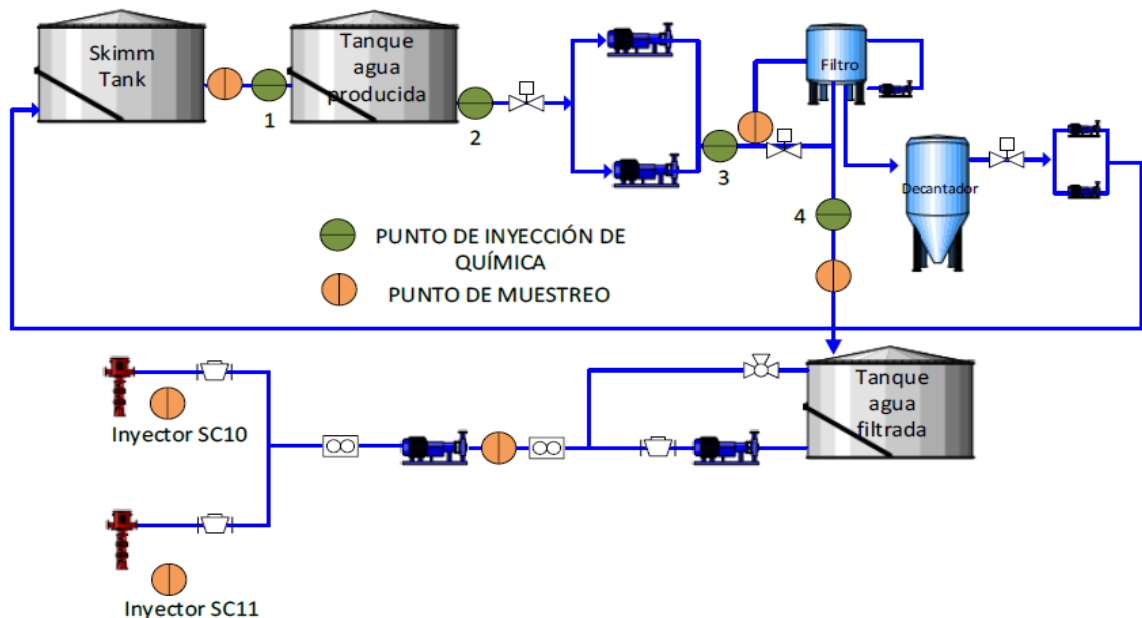 Skimm
Tank
Tanque
agua
producida
Filtro
1
2
3
4
Decantador
PUNTO DE INYECCIÓN DE
QUÍMICA
PUNTO DE MUESTREO
Tanque
agua
filtrada
Inyector SC10
Inyector SC11